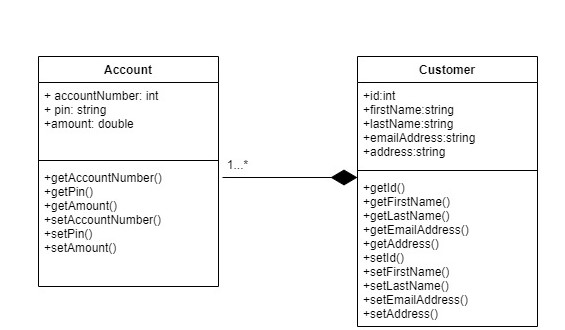 Account
+ accountNumber: int
+ pin: string
+amount: double
+getAccountNumber()
+getPin()
+getAmount()
+setAccountNumber()
+setPin()
+setAmount()
1...*
Customer
+id:int
+firstName:string
+lastName:string
+emailAddress:string
+address:string
+getId()
+getFirstName()
+getLastName()
+getEmailAddress()
+getAddress()
+setId()
+setFirstName()
+setLastName()
+setEmailAddress()
+setAddress()